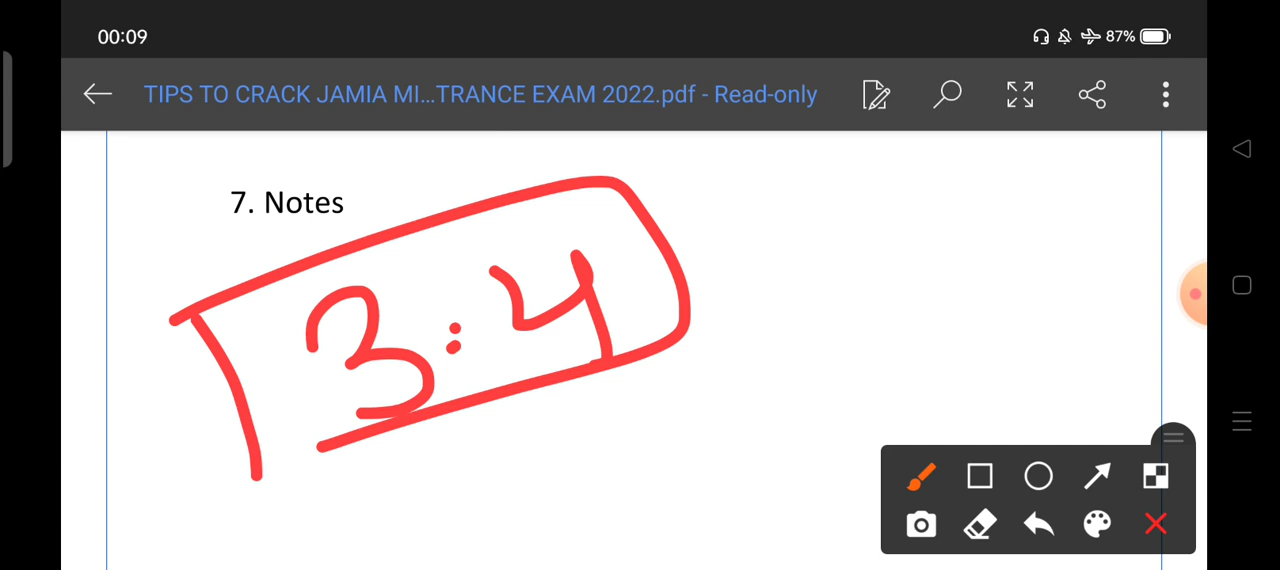 00:09 87%
TIPS TO CRACK JAMIA MI...TRANCE EXAM 2022.pdf - Read-only
7. Notes
3:4